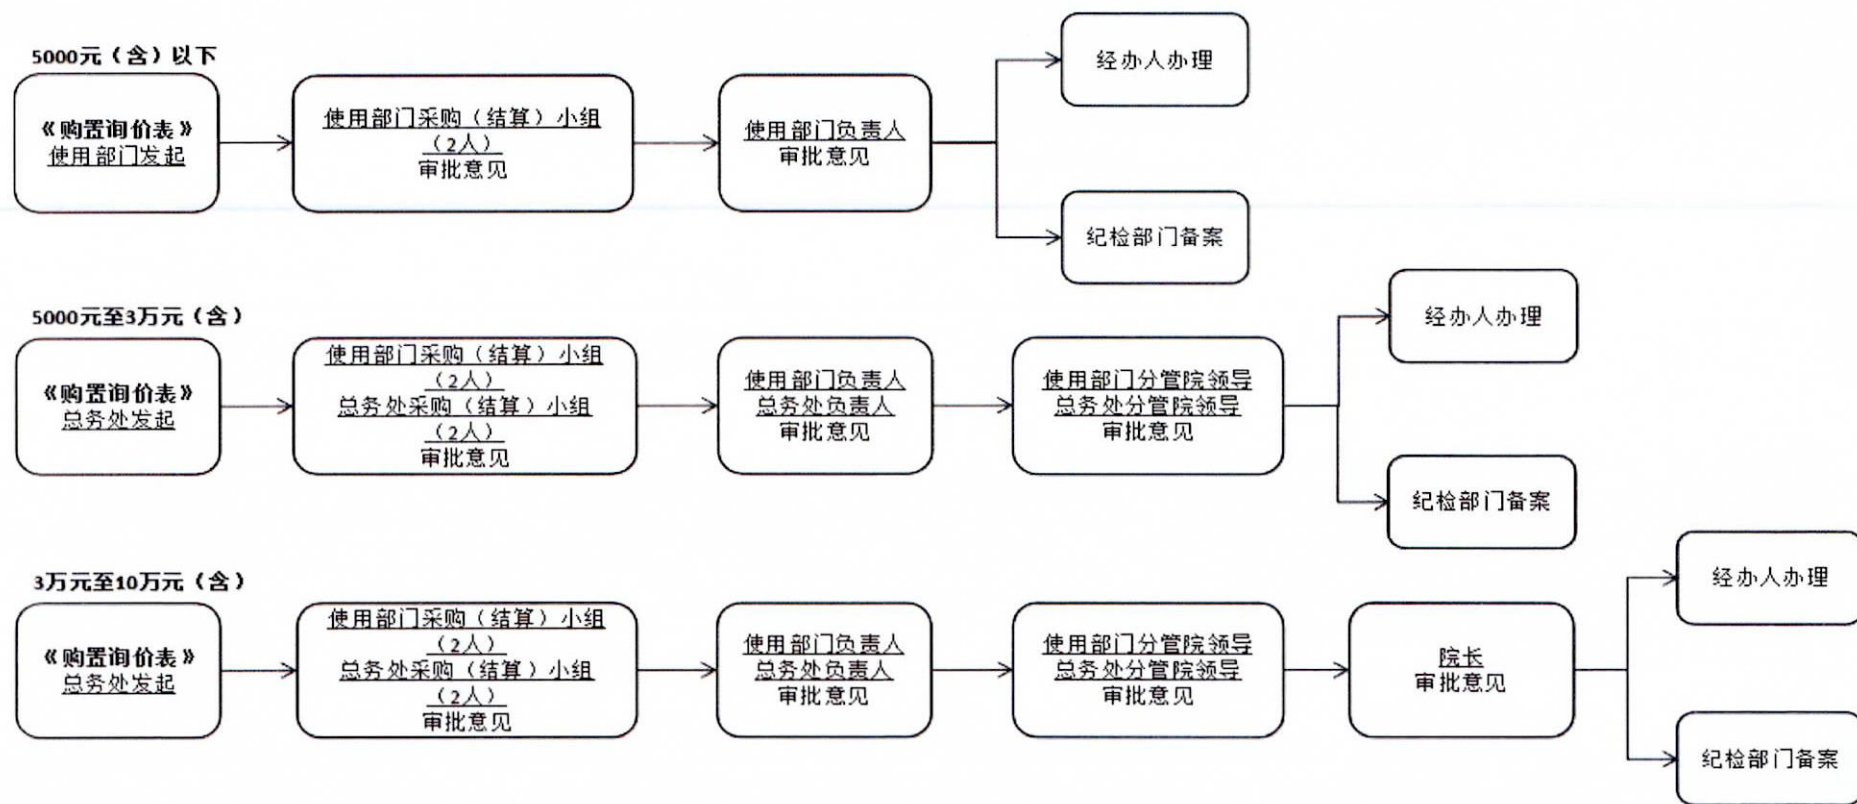 5000元（含）以下
《购置询价表》
使用部门发起
使用部门采购（结算）小组
（2人）
审批意见
使用部门负责人
审批意见
经办人办理
纪检部门备案
5000元至3万元（含）
《购置询价表》
总务处发起
使用部门采购（结算）小组
（2人）
总务处采购（结算）小组
（2人）
审批意见
使用部门负责人
总务处负责人
审批意见
使用部门分管院领导
总务处分管院领导
审批意见
经办人办理
纪检部门备案
3万元至10万元（含）
《购置询价表》
总务处发起
使用部门采购（结算）小组
（2人）
总务处采购（结算）小组
（2人）
审批意见
使用部门负责人
总务处负责人
审批意见
使用部门分管院领导
总务处分管院领导
审批意见
院长
审批意见
经办人办理
纪检部门备案